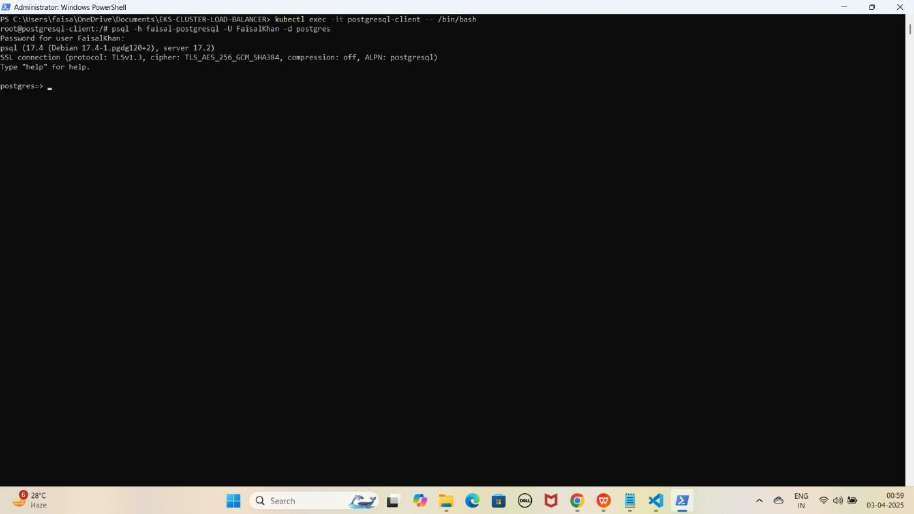 Administrator: Windows PowerShell
PS C:\Users\faisa\OneDrive\Documents\EKS-CLUSTER-LOAD-BALANCER> kubectl exec -it postgresql-client -- /bin/bash
root@postgresql-client:/# psql -h faisal-postgresql -U FaisalKhan -d postgres
Password for user FaisalKhan:
psql (17.4 (Debian 17.4-1.pgdg120+2), server 17.2)
SSL connection (protocol: TLSv1.3, cipher: TLS_AES_256_GCM_SHA384, compression: off, ALPN: postgresql)
Type "help" for help.
postgres=>
6
28°C
Haze
Search
DELL
ENG
IN
00:59
03-04-2025